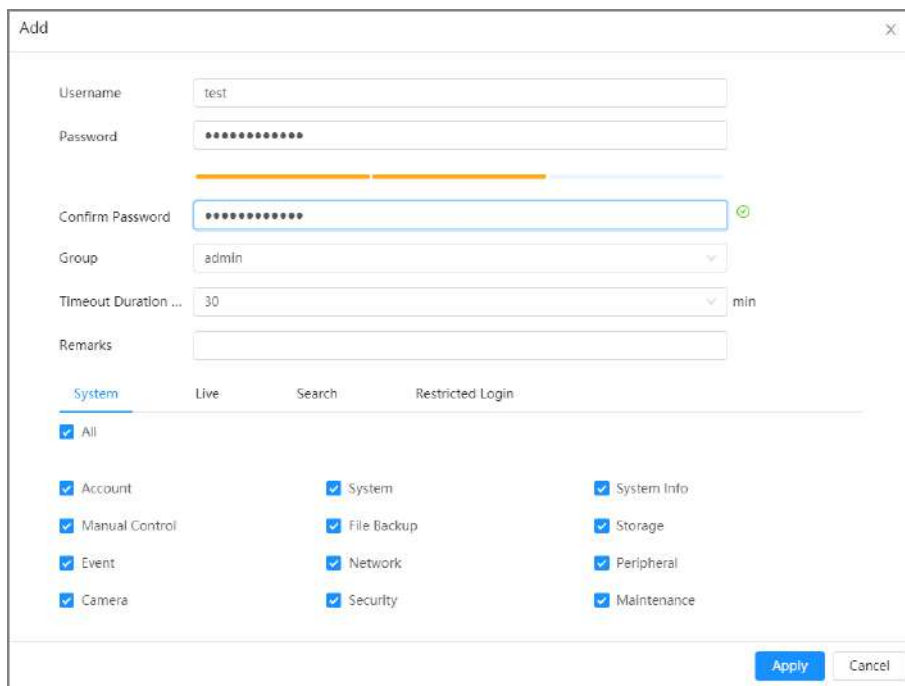 Add
Username test
Password ••••••••••••
Confirm Password ••••••••••••
Group admin
Timeout Duration ... 30 min
Remarks
System Live Search Restricted Login
All
Account System System Info
Manual Control File Backup Storage
Event Network Peripheral
Camera Security Maintenance
Apply Cancel